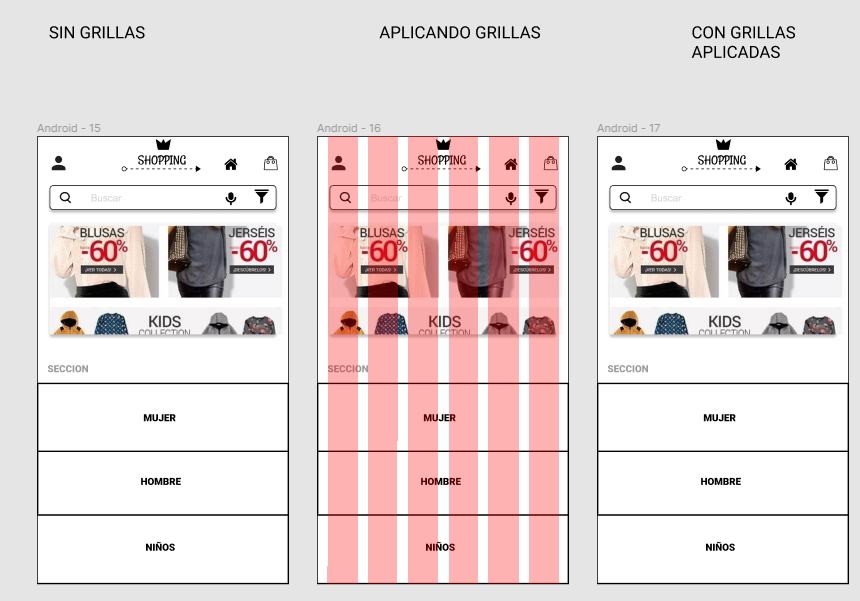 SIN GRILLAS
APLICANDO GRILLAS
CON GRILLAS
APLICADAS
Android - 15
SHOPPING
Buscar
BLUSAS
-60%
¡VER TODAS!
JERSÉIS
-60%
¡DESCÚBRELOS!
KIDS
COLLECTION
SECCION
MUJER
HOMBRE
NIÑOS
Android - 16
SHOPPING
Buscar
BLUSAS
-60%
¡VER TODAS!
JERSÉIS
-60%
¡DESCÚBRELOS!
KIDS
COLLECTION
SECCION
MUJER
HOMBRE
NIÑOS
Android - 17
SHOPPING
Buscar
BLUSAS
-60%
¡VER TODAS!
JERSÉIS
-60%
¡DESCÚBRELOS!
KIDS
COLLECTION
SECCION
MUJER
HOMBRE
NIÑOS